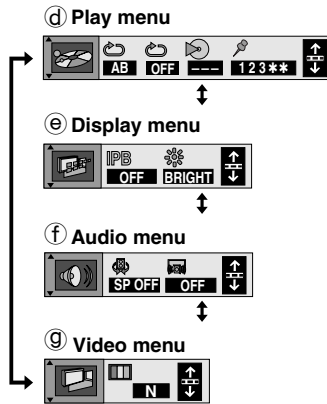 ⓓ Play menu
AB OFF --- 123**
ⓔ Display menu
IPB
OFF BRIGHT
ⓕ Audio menu
SP OFF OFF
ⓖ Video menu
N